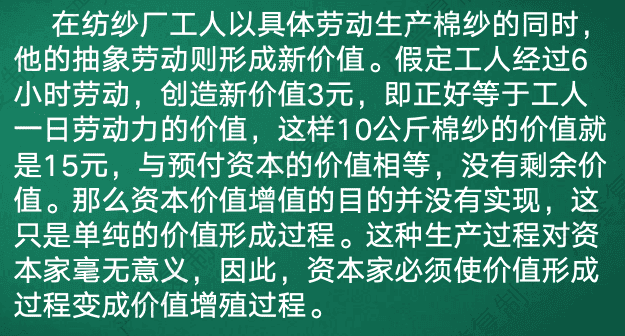 在纺纱厂工人以具体劳动生产棉纱的同时，
他的抽象劳动则形成新价值。假定工人经过6
小时劳动，创造新价值3元，即正好等于工人
一日劳动力的价值，这样10公斤棉纱的价值就
是15元，与预付资本的价值相等，没有剩余价
值。那么资本价值增值的目的并没有实现，这
只是单纯的价值形成过程。这种生产过程对资
本家毫无意义，因此，资本家必须使价值形成
过程变成价值增殖过程。